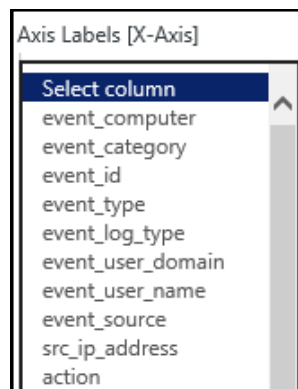 Axis Labels [X-Axis]
Select column
event_computer
event_category
event_id
event_type
event_log_type
event_user_domain
event_user_name
event_source
src_ip_address
action